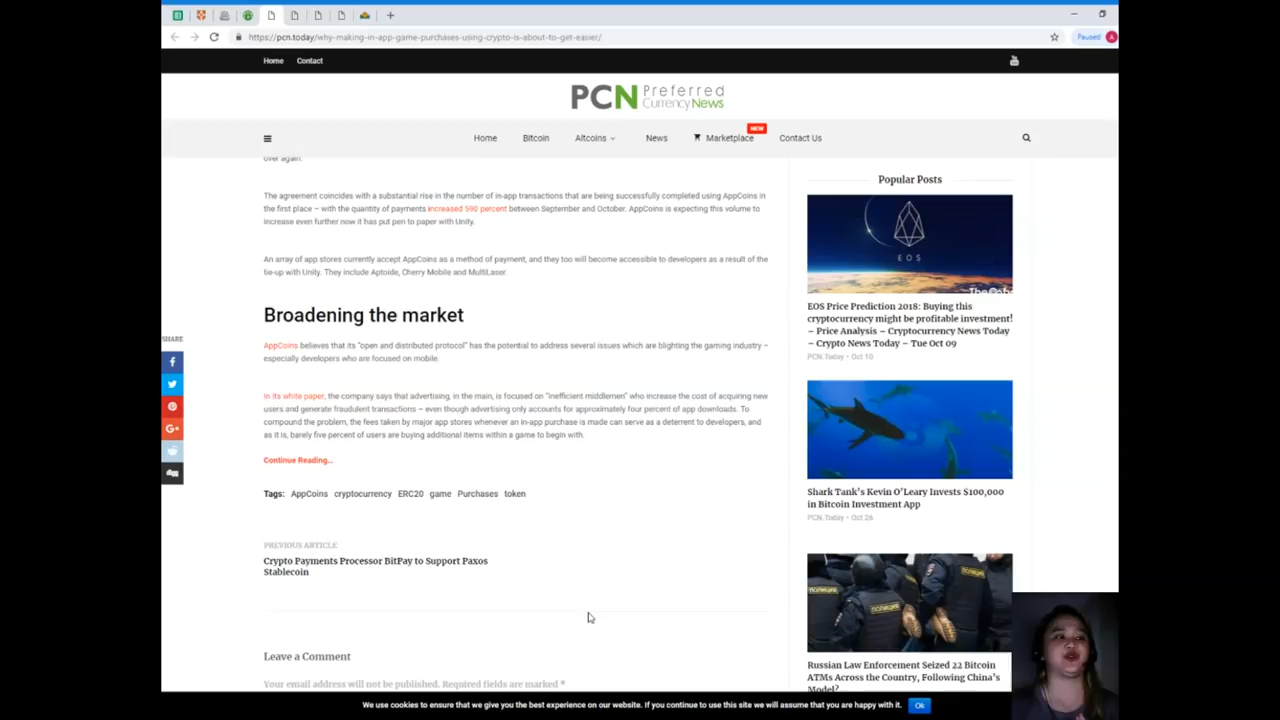 https://pcn.today/why-making-in-app-game-purchases-using-crypto-is-about-to-get-easier/
Paused
A
Home
Contact
PCN Preferred
Currency News
Home
Bitcoin
Altcoins
News
NEW
Marketplace
Contact Us
over again.
The agreement coincides with a substantial rise in the number of in-app transactions that are being successfully completed using AppCoins in
the first place – with the quantity of payments increased 590 percent between September and October. AppCoins is expecting this volume to
increase even further now it has put pen to paper with Unity.
An array of app stores currently accept AppCoins as a method of payment, and they too will become accessible to developers as a result of the
tie-up with Unity. They include Aptoide, Cherry Mobile and MultiLaser.
Broadening the market
AppCoins believes that its "open and distributed protocol" has the potential to address several issues which are blighting the gaming industry –
especially developers who are focused on mobile.
In its white paper, the company says that advertising, in the main, is focused on "inefficient middlemen" who increase the cost of acquiring new
users and generate fraudulent transactions – even though advertising only accounts for approximately four percent of app downloads. To
compound the problem, the fees taken by major app stores whenever an in-app purchase is made can serve as a deterrent to developers, and
as it is, barely five percent of users are buying additional items within a game to begin with.
Continue Reading...
Tags: AppCoins cryptocurrency ERC20 game Purchases token
PREVIOUS ARTICLE
Crypto Payments Processor BitPay to Support Paxos
Stablecoin
Leave a Comment
Your email address will not be published. Required fields are marked *
SHARE
G+
digg
Popular Posts
EOS
EOS Price Prediction 2018: Buying this
cryptocurrency might be profitable investment!
– Price Analysis – Cryptocurrency News Today
– Crypto News Today – Tue Oct 09
PCN.Today • Oct 10
Shark Tank's Kevin O'Leary Invests $100,000
in Bitcoin Investment App
PCN.Today • Oct 26
ПОЛИЦИЯ
ПОЛИЦИЯ
ПОЛИЦИЯ
Russian Law Enforcement Seized 22 Bitcoin
ATMs Across the Country, Following China's
Model?
We use cookies to ensure that we give you the best experience on our website. If you continue to use this site we will assume that you are happy with it.
Ok